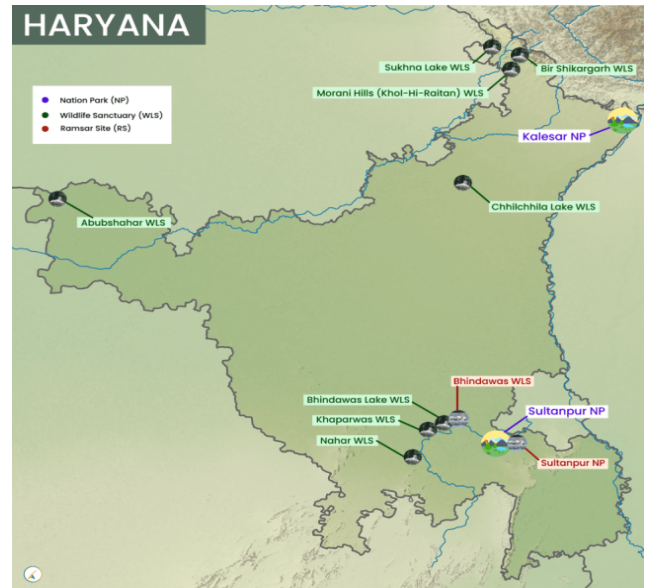 HARYANA
Nation Park (NP)
Wildlife Sanctuary (WLS)
Ramsar Site (RS)
Sukhna Lake WLS
Bir Shikargarh WLS
Morani Hills (Khol-Hi-Raitan) WLS
Kalesar NP
Chhilchhila Lake WLS
Abubshahar WLS
Bhindawas WLS
Bhindawas Lake WLS
Sultanpur NP
Khaparwas WLS
Nahar WLS
Sultanpur NP